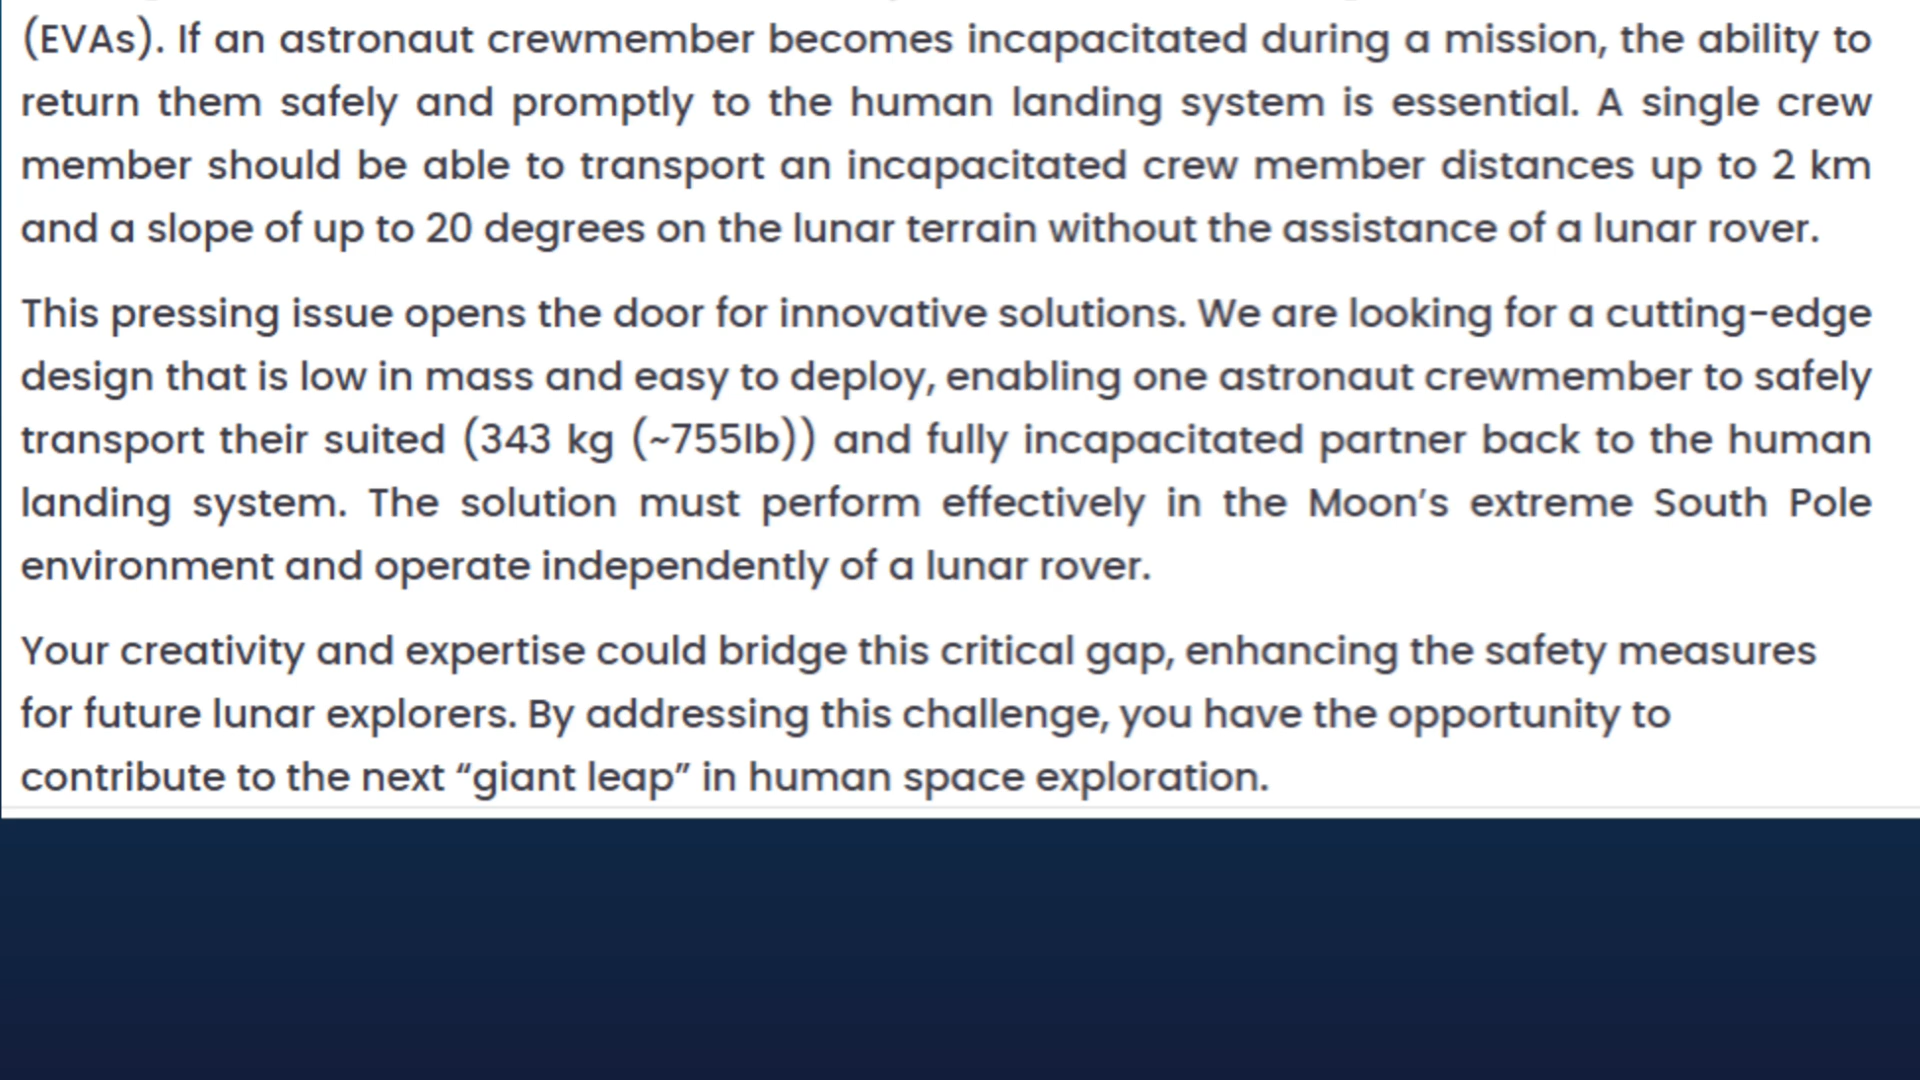 (EVAs). If an astronaut crewmember becomes incapacitated during a mission, the ability to
return them safely and promptly to the human landing system is essential. A single crew
member should be able to transport an incapacitated crew member distances up to 2 km
and a slope of up to 20 degrees on the lunar terrain without the assistance of a lunar rover.
This pressing issue opens the door for innovative solutions. We are looking for a cutting-edge
design that is low in mass and easy to deploy, enabling one astronaut crewmember to safely
transport their suited (343 kg (~755lb)) and fully incapacitated partner back to the human
landing system. The solution must perform effectively in the Moon’s extreme South Pole
environment and operate independently of a lunar rover.
Your creativity and expertise could bridge this critical gap, enhancing the safety measures
for future lunar explorers. By addressing this challenge, you have the opportunity to
contribute to the next “giant leap” in human space exploration.